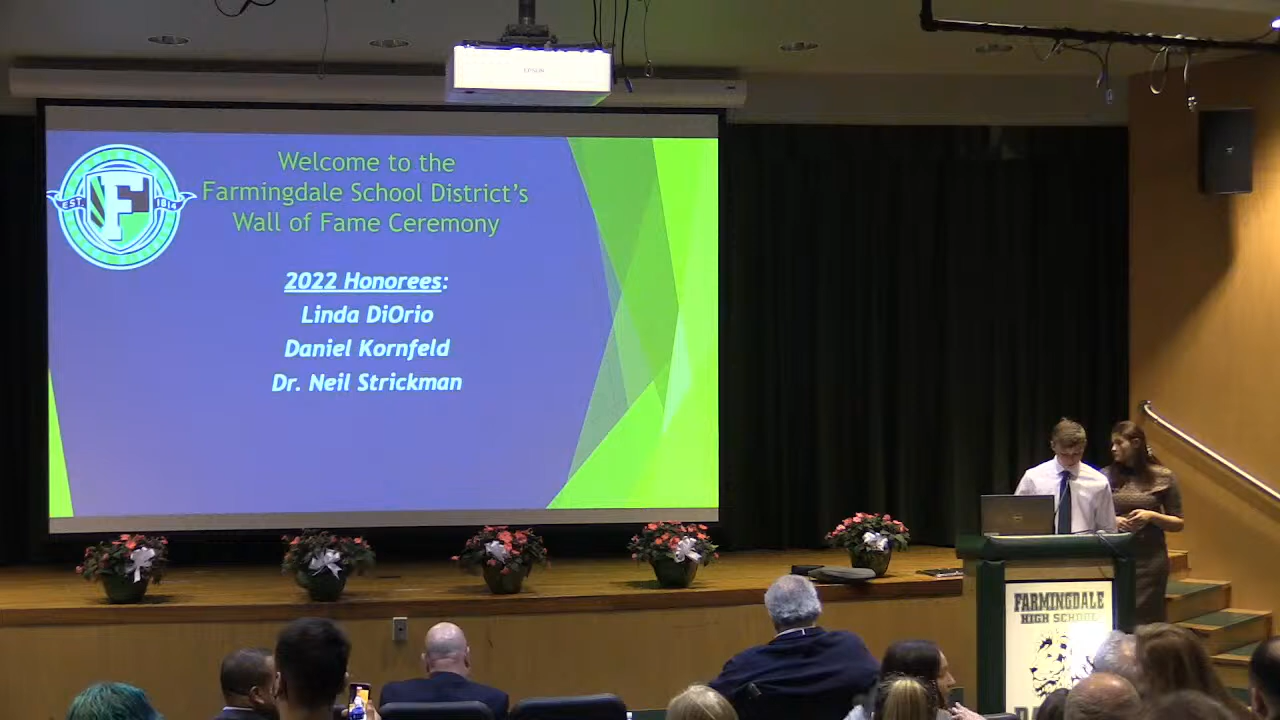 EPSON
Welcome to the
Farmingdale School District's
Wall of Fame Ceremony
EST 1814
F
2022 Honorees:
Linda DiOrio
Daniel Kornfeld
Dr. Neil Strickman
FARMINGDALE
HIGH SCHOOL